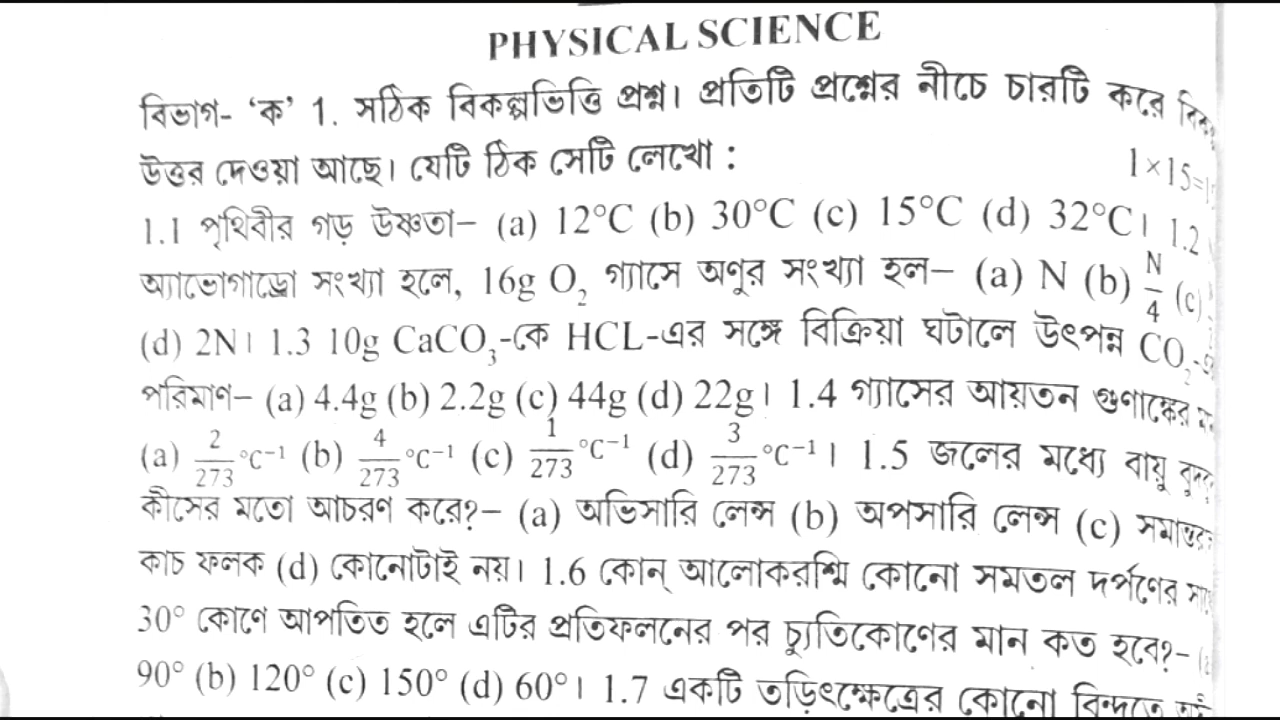 PHYSICAL SCIENCE
বিভাগ- ‘ক’ 1. সঠিক বিকল্পভিত্তি প্রশ্ন। প্রতিটি প্রশ্নের নীচে চারটি করে
উত্তর দেওয়া আছে। যেটি ঠিক সেটি লেখো : 1×15=
1.1 পৃথিবীর গড় উষ্ণতা– (a) 12°C (b) 30°C (c) 15°C (d) 32°C। 1.2
অ্যাভোগাড্রো সংখ্যা হলে, 16g O₂ গ্যাসে অণুর সংখ্যা হল– (a) N (b) N/4 (c)
(d) 2N। 1.3 10g CaCO₃-কে HCL-এর সঙ্গে বিক্রিয়া ঘটালে উৎপন্ন CO₂-
পরিমাণ– (a) 4.4g (b) 2.2g (c) 44g (d) 22g। 1.4 গ্যাসের আয়তন গুণাঙ্কের
(a) 2/273 °C⁻¹ (b) 4/273 °C⁻¹ (c) 1/273 °C⁻¹ (d) 3/273 °C⁻¹। 1.5 জলের মধ্যে বায়ু
কীসের মতো আচরণ করে?– (a) অভিসারি লেন্স (b) অপসারি লেন্স (c)
কাচ ফলক (d) কোনোটাই নয়। 1.6 কোন্ আলোকরশ্মি কোনো সমতল দর্পণের
30° কোণে আপতিত হলে এটির প্রতিফলনের পর চ্যুতিকোণের মান কত হবে?–
90° (b) 120° (c) 150° (d) 60°। 1.7 একটি তড়িৎক্ষেত্রের কোনো বিন্দুতে